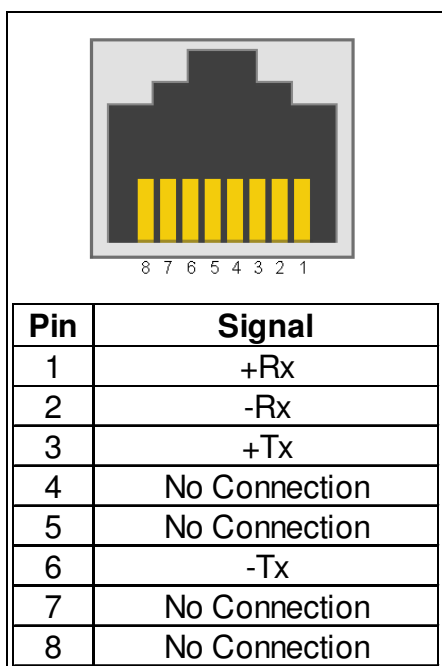 8 7 6 5 4 3 2 1
Pin Signal
1 +Rx
2 -Rx
3 +Tx
4 No Connection
5 No Connection
6 -Tx
7 No Connection
8 No Connection